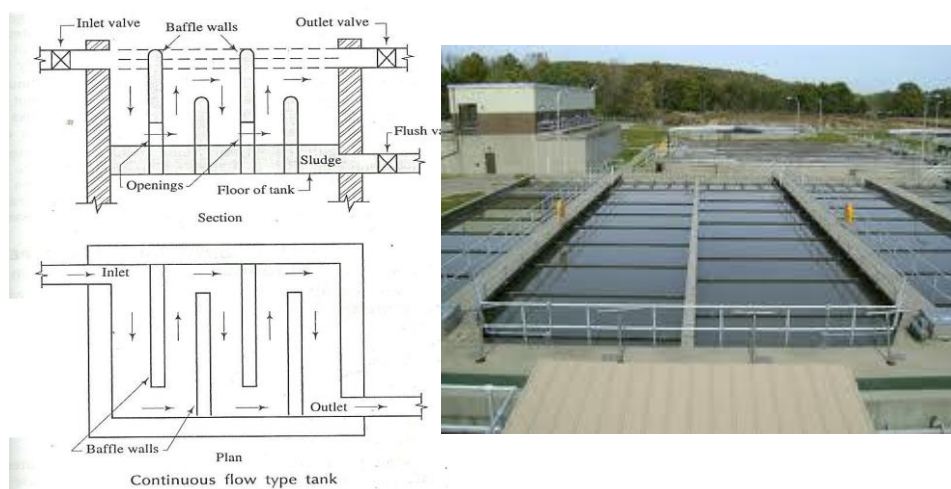 Inlet valve
Baffle walls
Outlet valve
Flush va
Sludge
Openings
Floor of tank
Section
Inlet
Outlet
Baffle walls
Plan
Continuous flow type tank